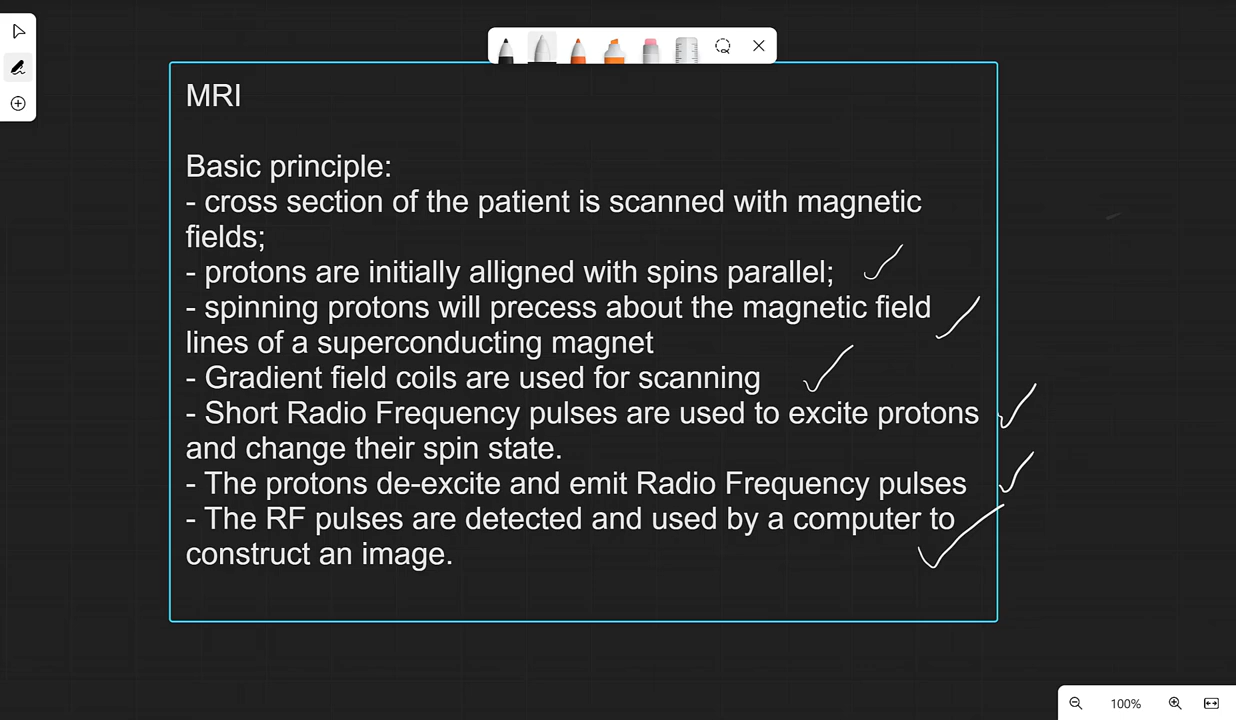 MRI
Basic principle:
- cross section of the patient is scanned with magnetic
fields;
- protons are initially alligned with spins parallel;
- spinning protons will precess about the magnetic field
lines of a superconducting magnet
- Gradient field coils are used for scanning
- Short Radio Frequency pulses are used to excite protons
and change their spin state.
- The protons de-excite and emit Radio Frequency pulses
- The RF pulses are detected and used by a computer to
construct an image.
100%